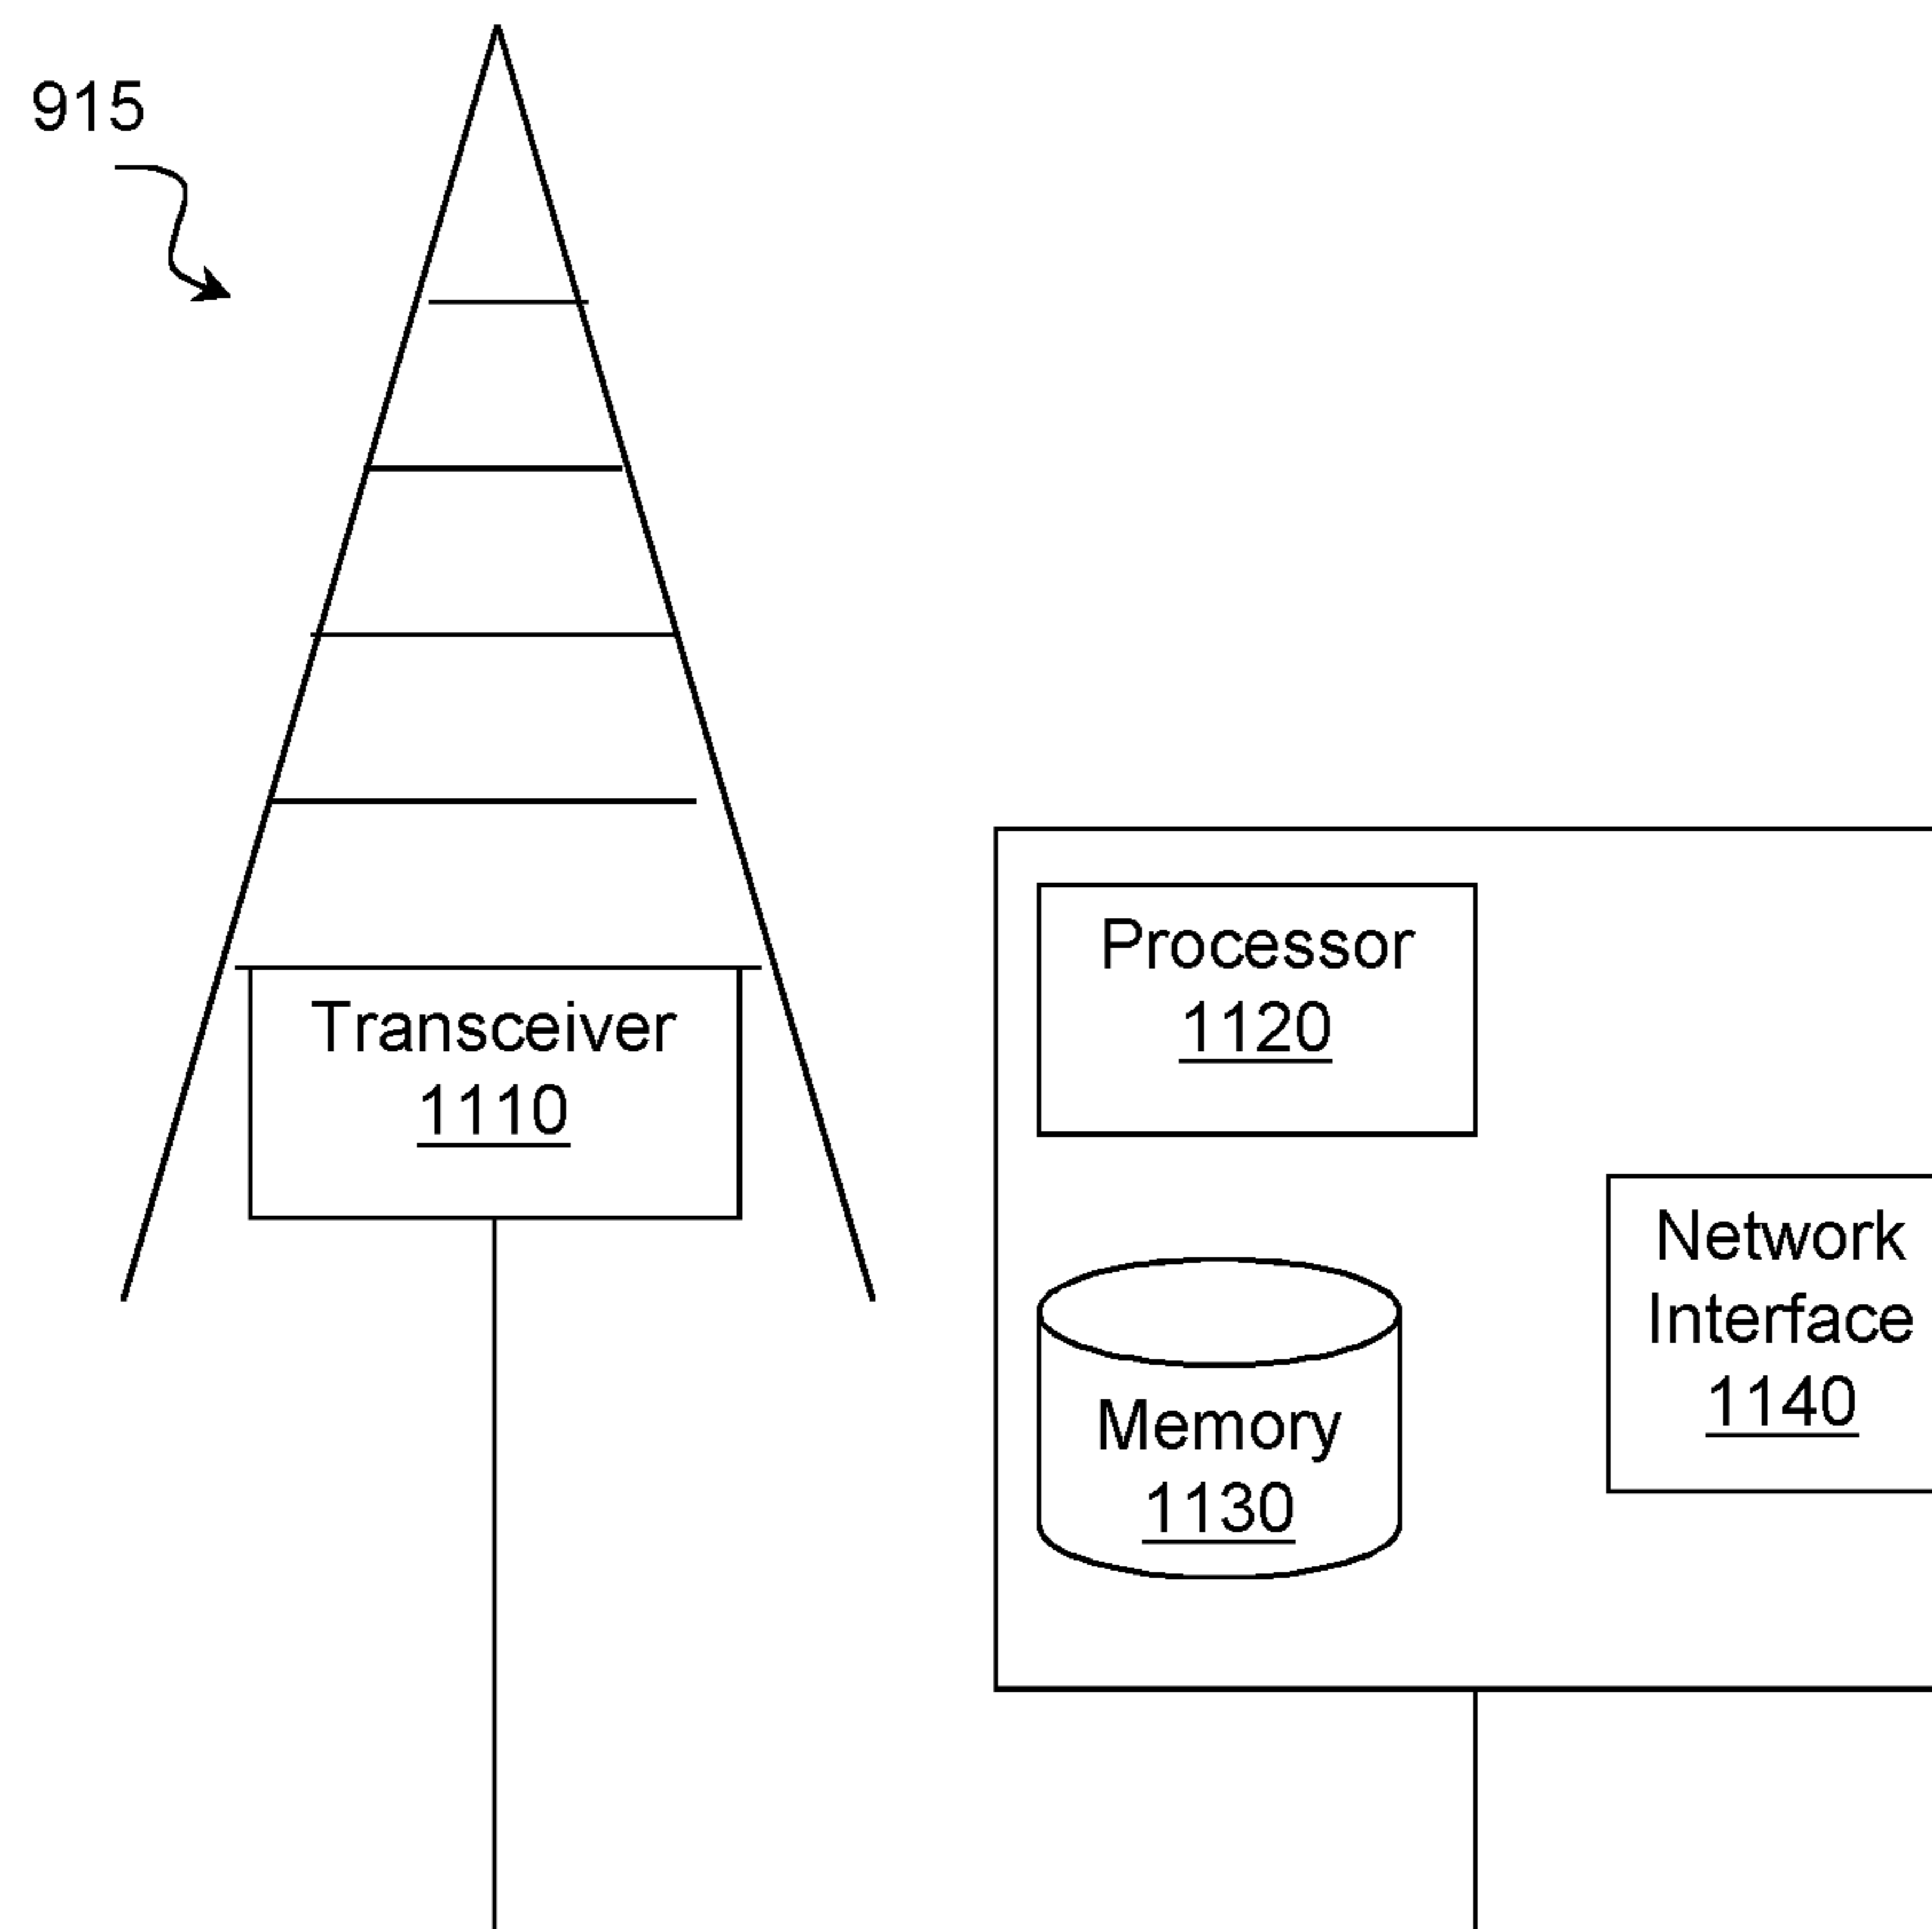 915
Transceiver
1110
Processor
1120
Network
Interface
1140
Memory
1130